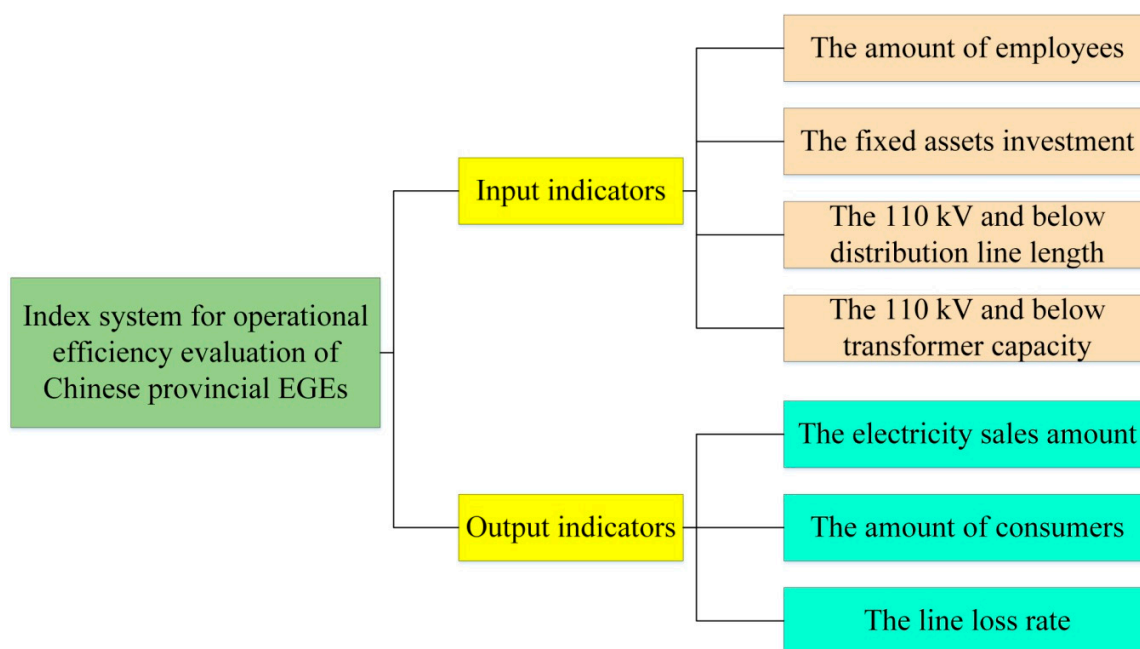 Index system for operational
efficiency evaluation of
Chinese provincial EGEs
Input indicators
The amount of employees
The fixed assets investment
The 110 kV and below
distribution line length
The 110 kV and below
transformer capacity
Output indicators
The electricity sales amount
The amount of consumers
The line loss rate